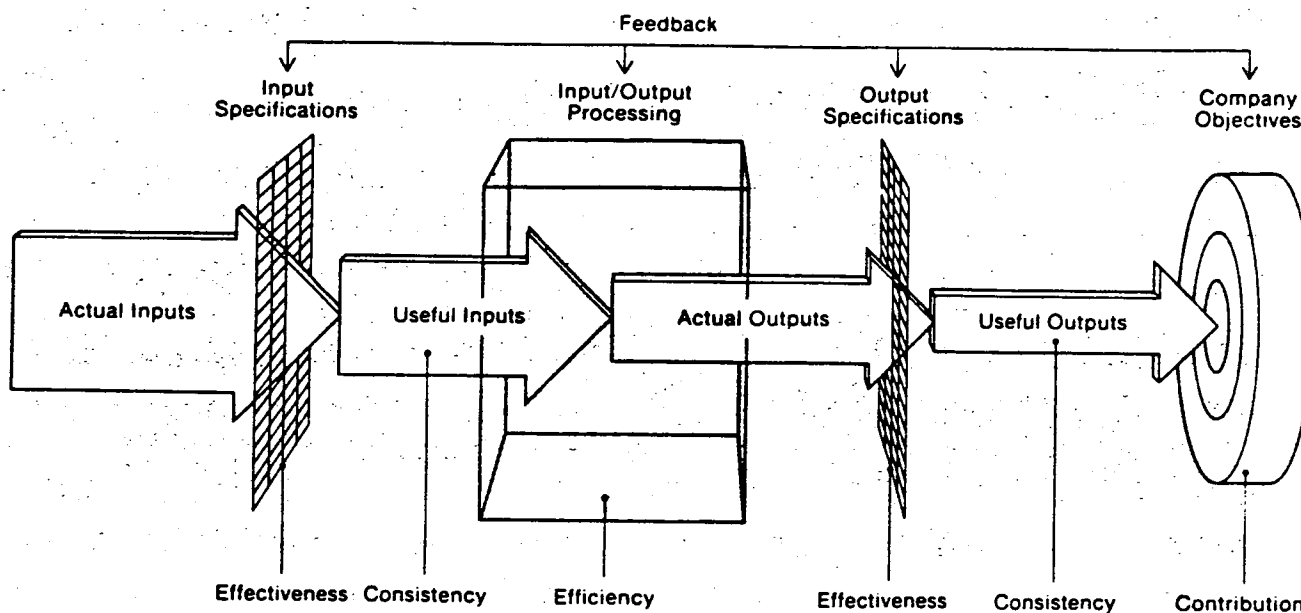 Feedback
Input
Specifications
Input/Output
Processing
Output
Specifications
Company
Objectives
Actual Inputs
Useful Inputs
Actual Outputs
Useful Outputs
Effectiveness
Consistency
Efficiency
Effectiveness
Consistency
Contribution